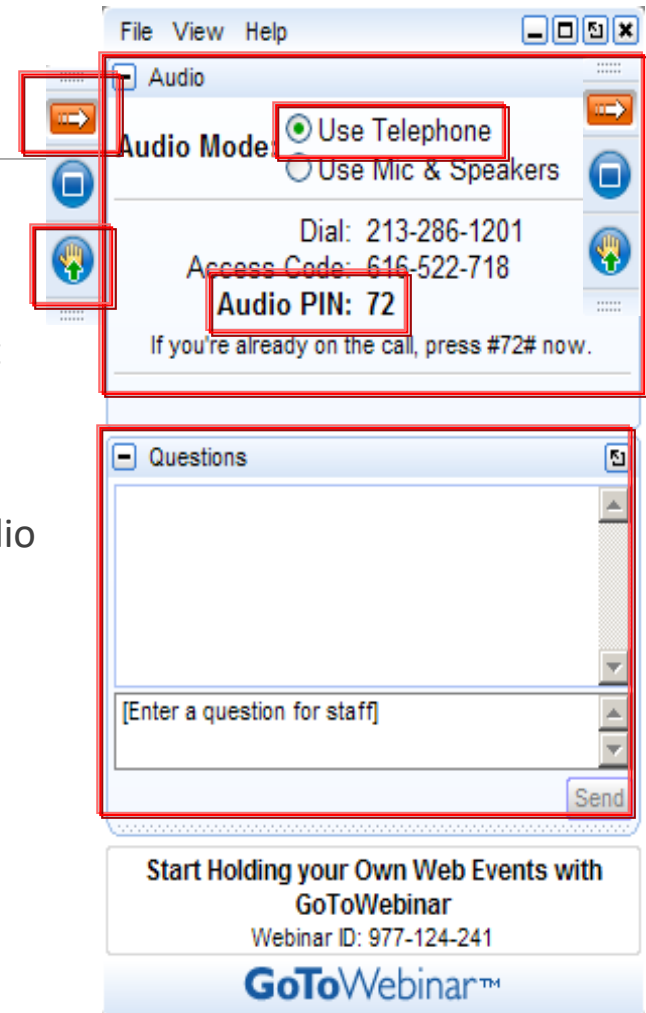 File View Help
Audio
Audio Mode:
Use Telephone
Use Mic & Speakers
Dial: 213-286-1201
Access Code: 616-522-718
Audio PIN: 72
If you're already on the call, press #72# now.
Questions
dio
[Enter a question for staff]
Send
Start Holding your Own Web Events with
GoToWebinar
Webinar ID: 977-124-241
GoToWebinar™